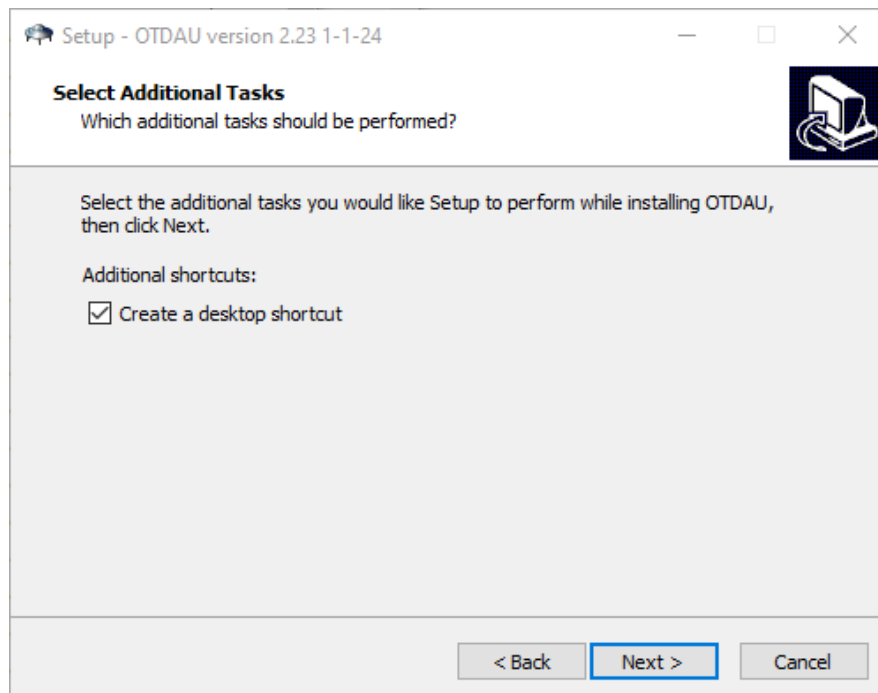 Setup - OTDAU version 2.23 1-1-24
Select Additional Tasks
Which additional tasks should be performed?
Select the additional tasks you would like Setup to perform while installing OTDAU,
then click Next.
Additional shortcuts:
Create a desktop shortcut
< Back
Next >
Cancel